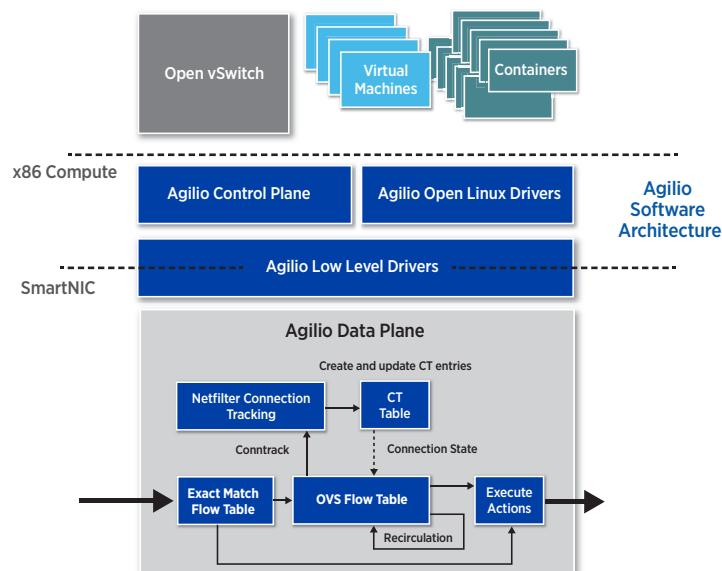 Open vSwitch
Virtual
Machines
Containers
x86 Compute
Agilio Control Plane
Agilio Open Linux Drivers
Agilio
Software
Architecture
Agilio Low Level Drivers
SmartNIC
Agilio Data Plane
Create and update CT entries
Netfilter Connection
Tracking
CT
Table
Conntrack
Connection State
Exact Match
Flow Table
OVS Flow Table
Execute
Actions
Recirculation